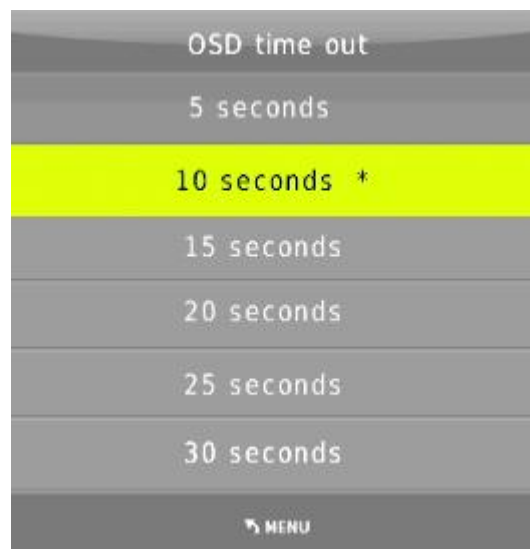 OSD time out
5 seconds
10 seconds *
15 seconds
20 seconds
25 seconds
30 seconds
MENU